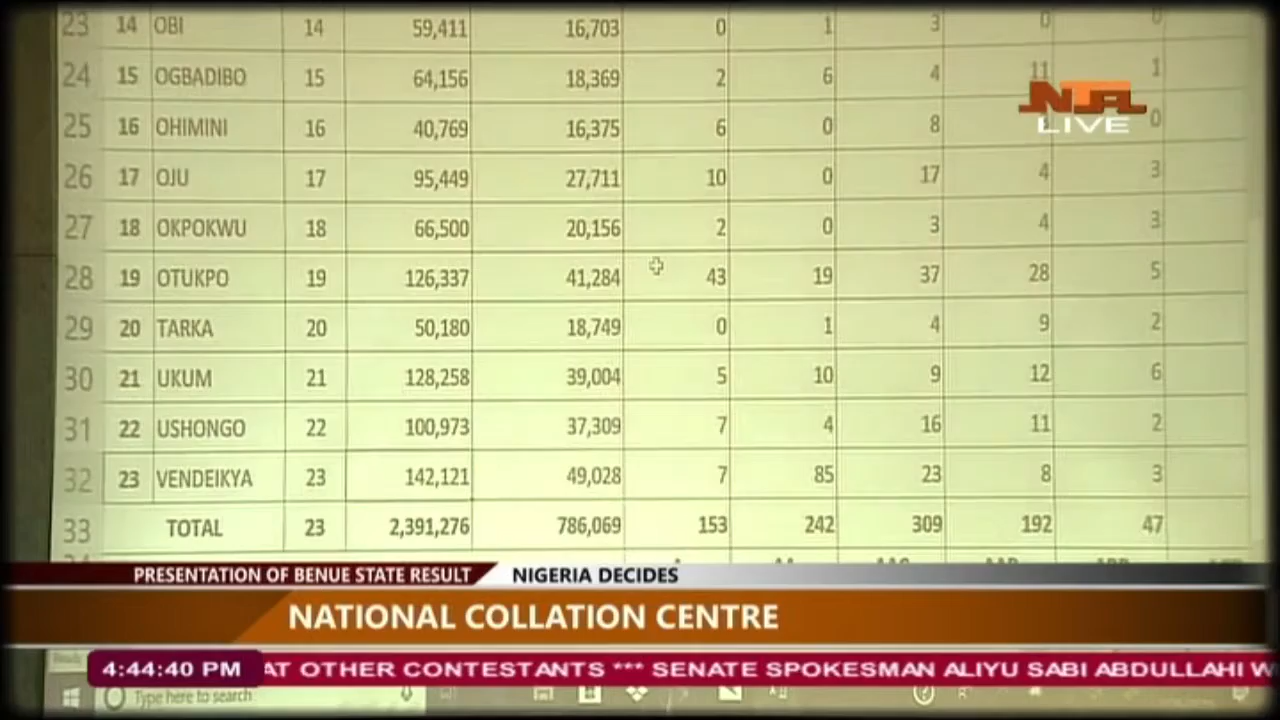 23 14 OBI 14 59,411 16,703 0 1 3 0 0
24 15 OGBADIBO 15 64,156 18,369 2 6 4 11 1
NTA
LIVE
25 16 OHIMINI 16 40,769 16,375 6 0 8 0
26 17 OJU 17 95,449 27,711 10 0 17 4 3
27 18 OKPOKWU 18 66,500 20,156 2 0 3 4 3
28 19 OTUKPO 19 126,337 41,284 43 19 37 28 5
29 20 TARKA 20 50,180 18,749 0 1 4 9 2
30 21 UKUM 21 128,258 39,004 5 10 9 12 6
31 22 USHONGO 22 100,973 37,309 7 4 16 11 2
32 23 VENDEIKYA 23 142,121 49,028 7 85 23 8 3
33 TOTAL 23 2,391,276 786,069 153 242 309 192 47
PRESENTATION OF BENUE STATE RESULT NIGERIA DECIDES
NATIONAL COLLATION CENTRE
4:44:40 PM AT OTHER CONTESTANTS *** SENATE SPOKESMAN ALIYU SABI ABDULLAHI W
Type here to search